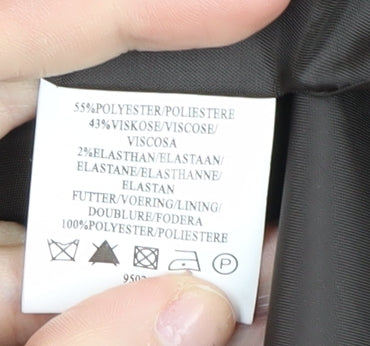 55%POLYESTER/POLIESTERE
43%VISKOSE/VISCOSE/
VISCOSA
2%ELASTHAN/ELASTAAN/
ELASTANE/ELASTHANNE/
ELASTAN
FUTTER/VOERING/LINING/
DOUBLURE/FODERA
100%POLYESTER/POLIESTERE
P